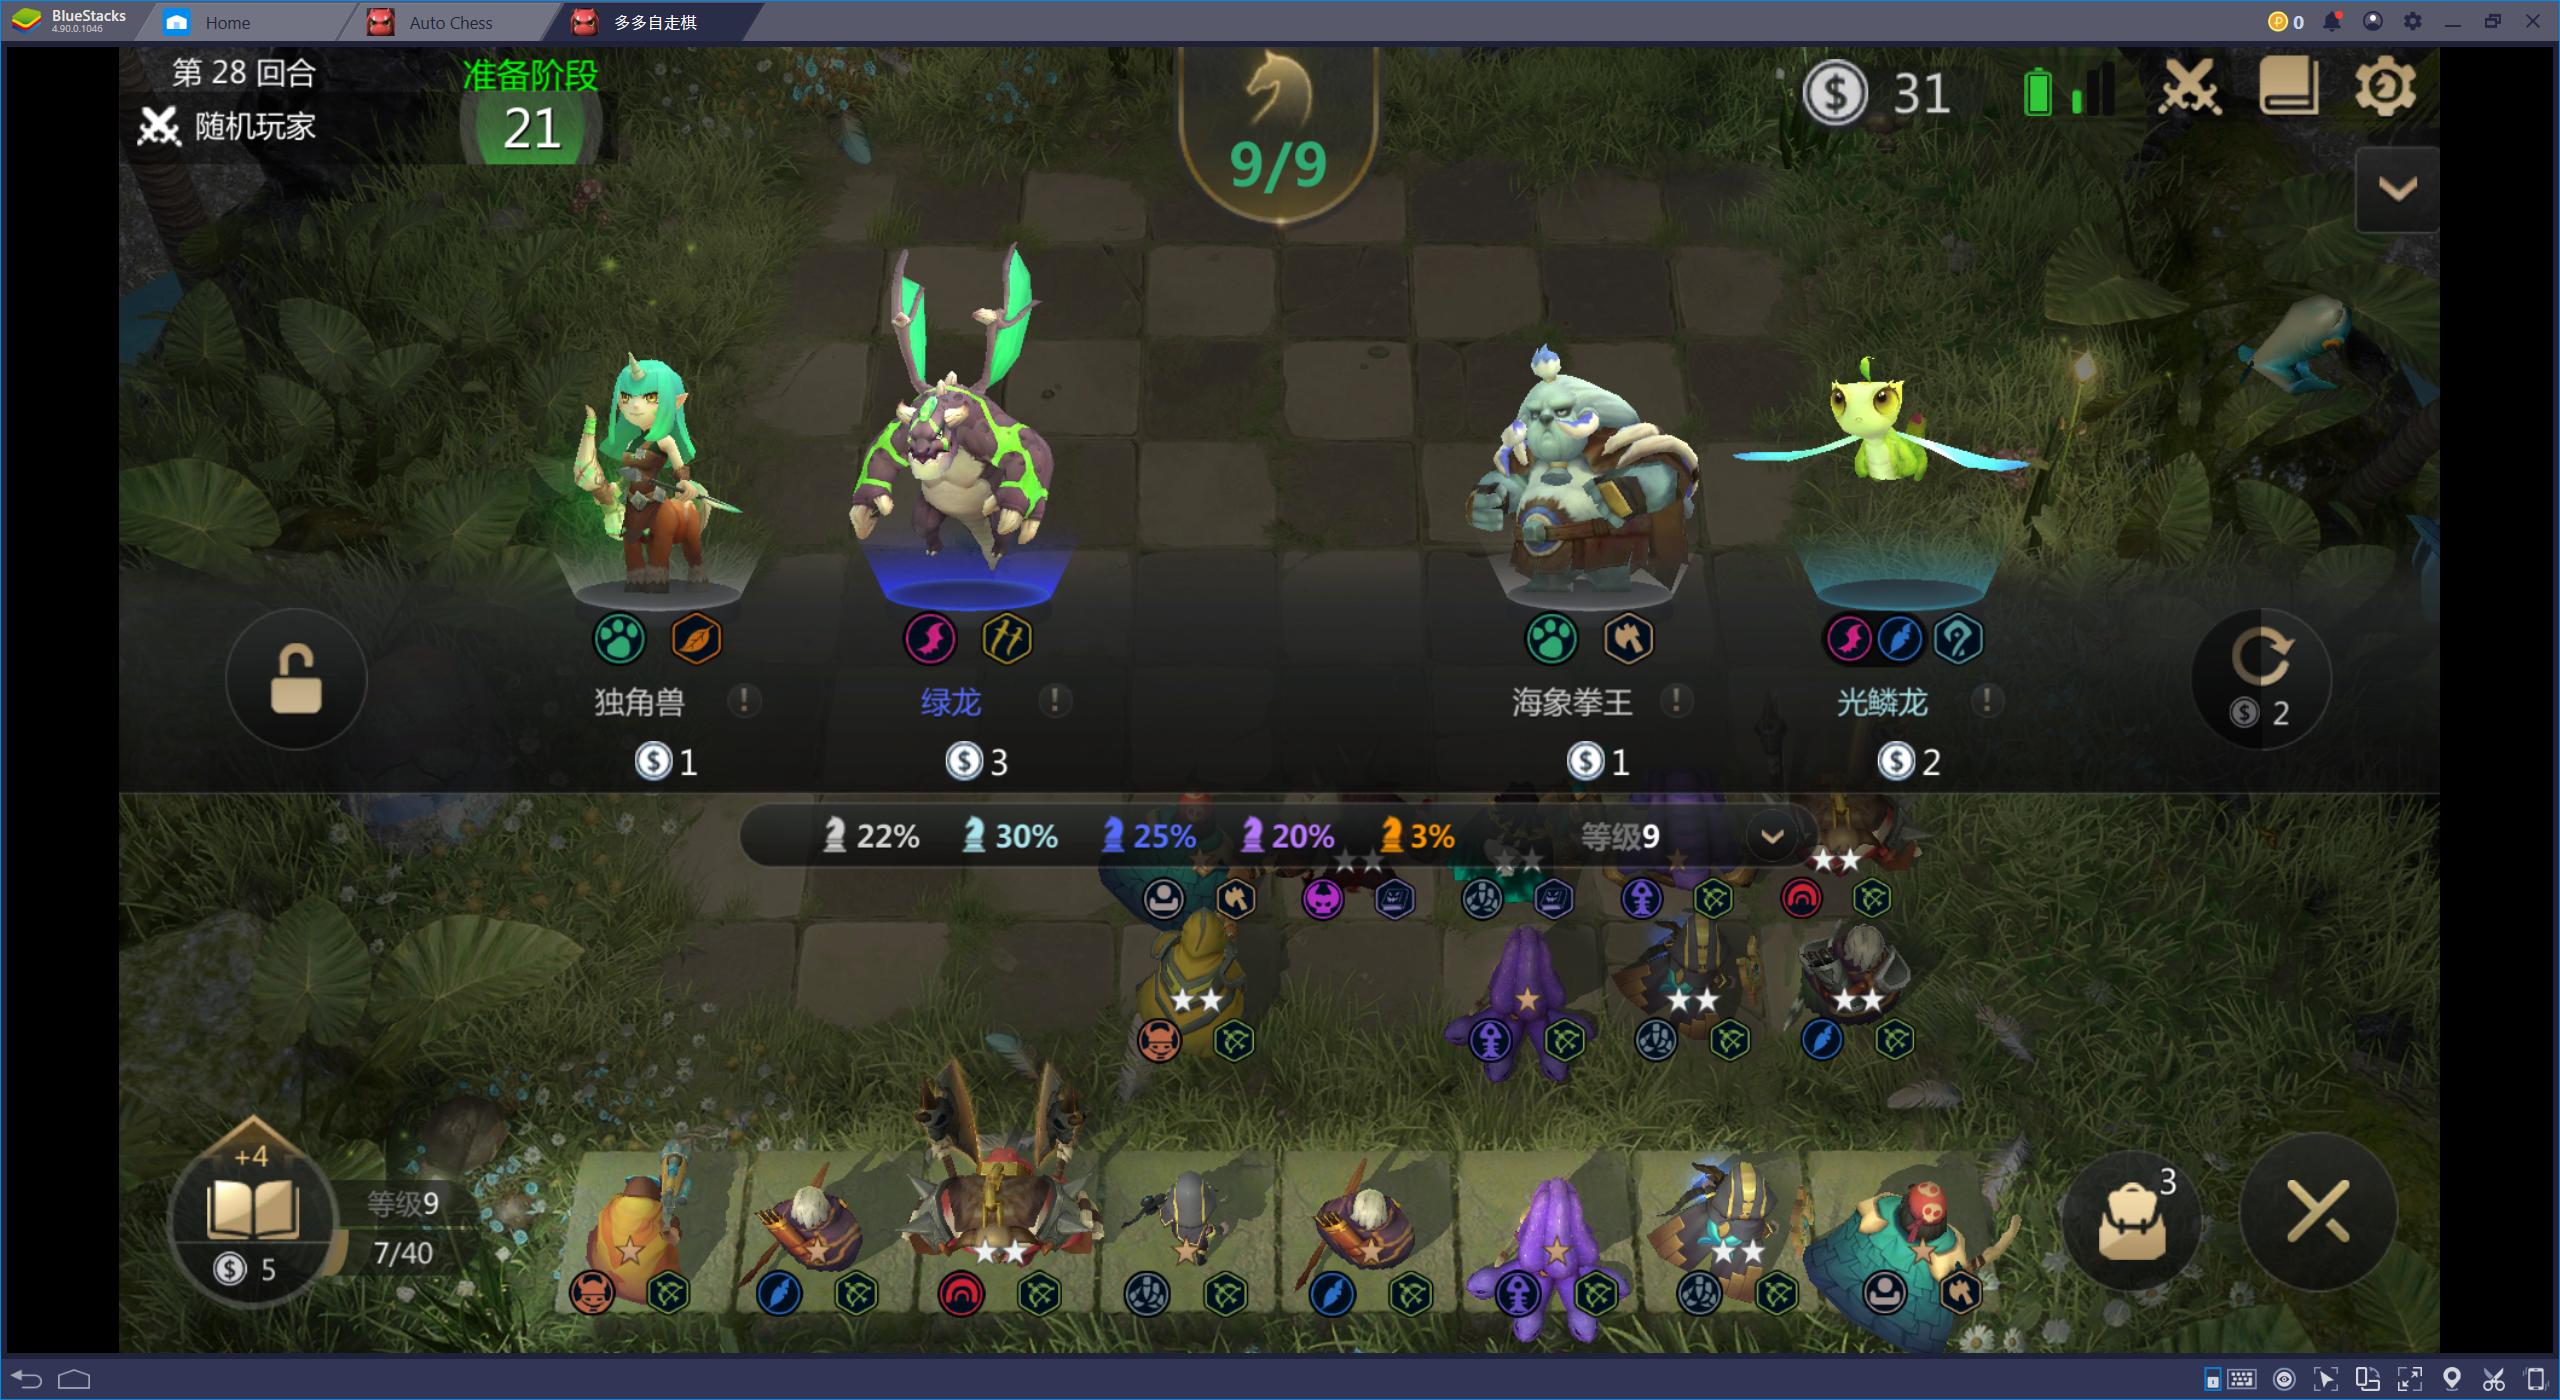 BlueStacks
4.90.0.1046
Home
Auto Chess
多多自走棋
0
第 28 回合
准备阶段
随机玩家
21
9/9
31
独角兽
绿龙
海象拳王
光鳞龙
1
3
1
2
2
22% 30% 25% 20% 3% 等级9
+4
等级9
7/40
5
3